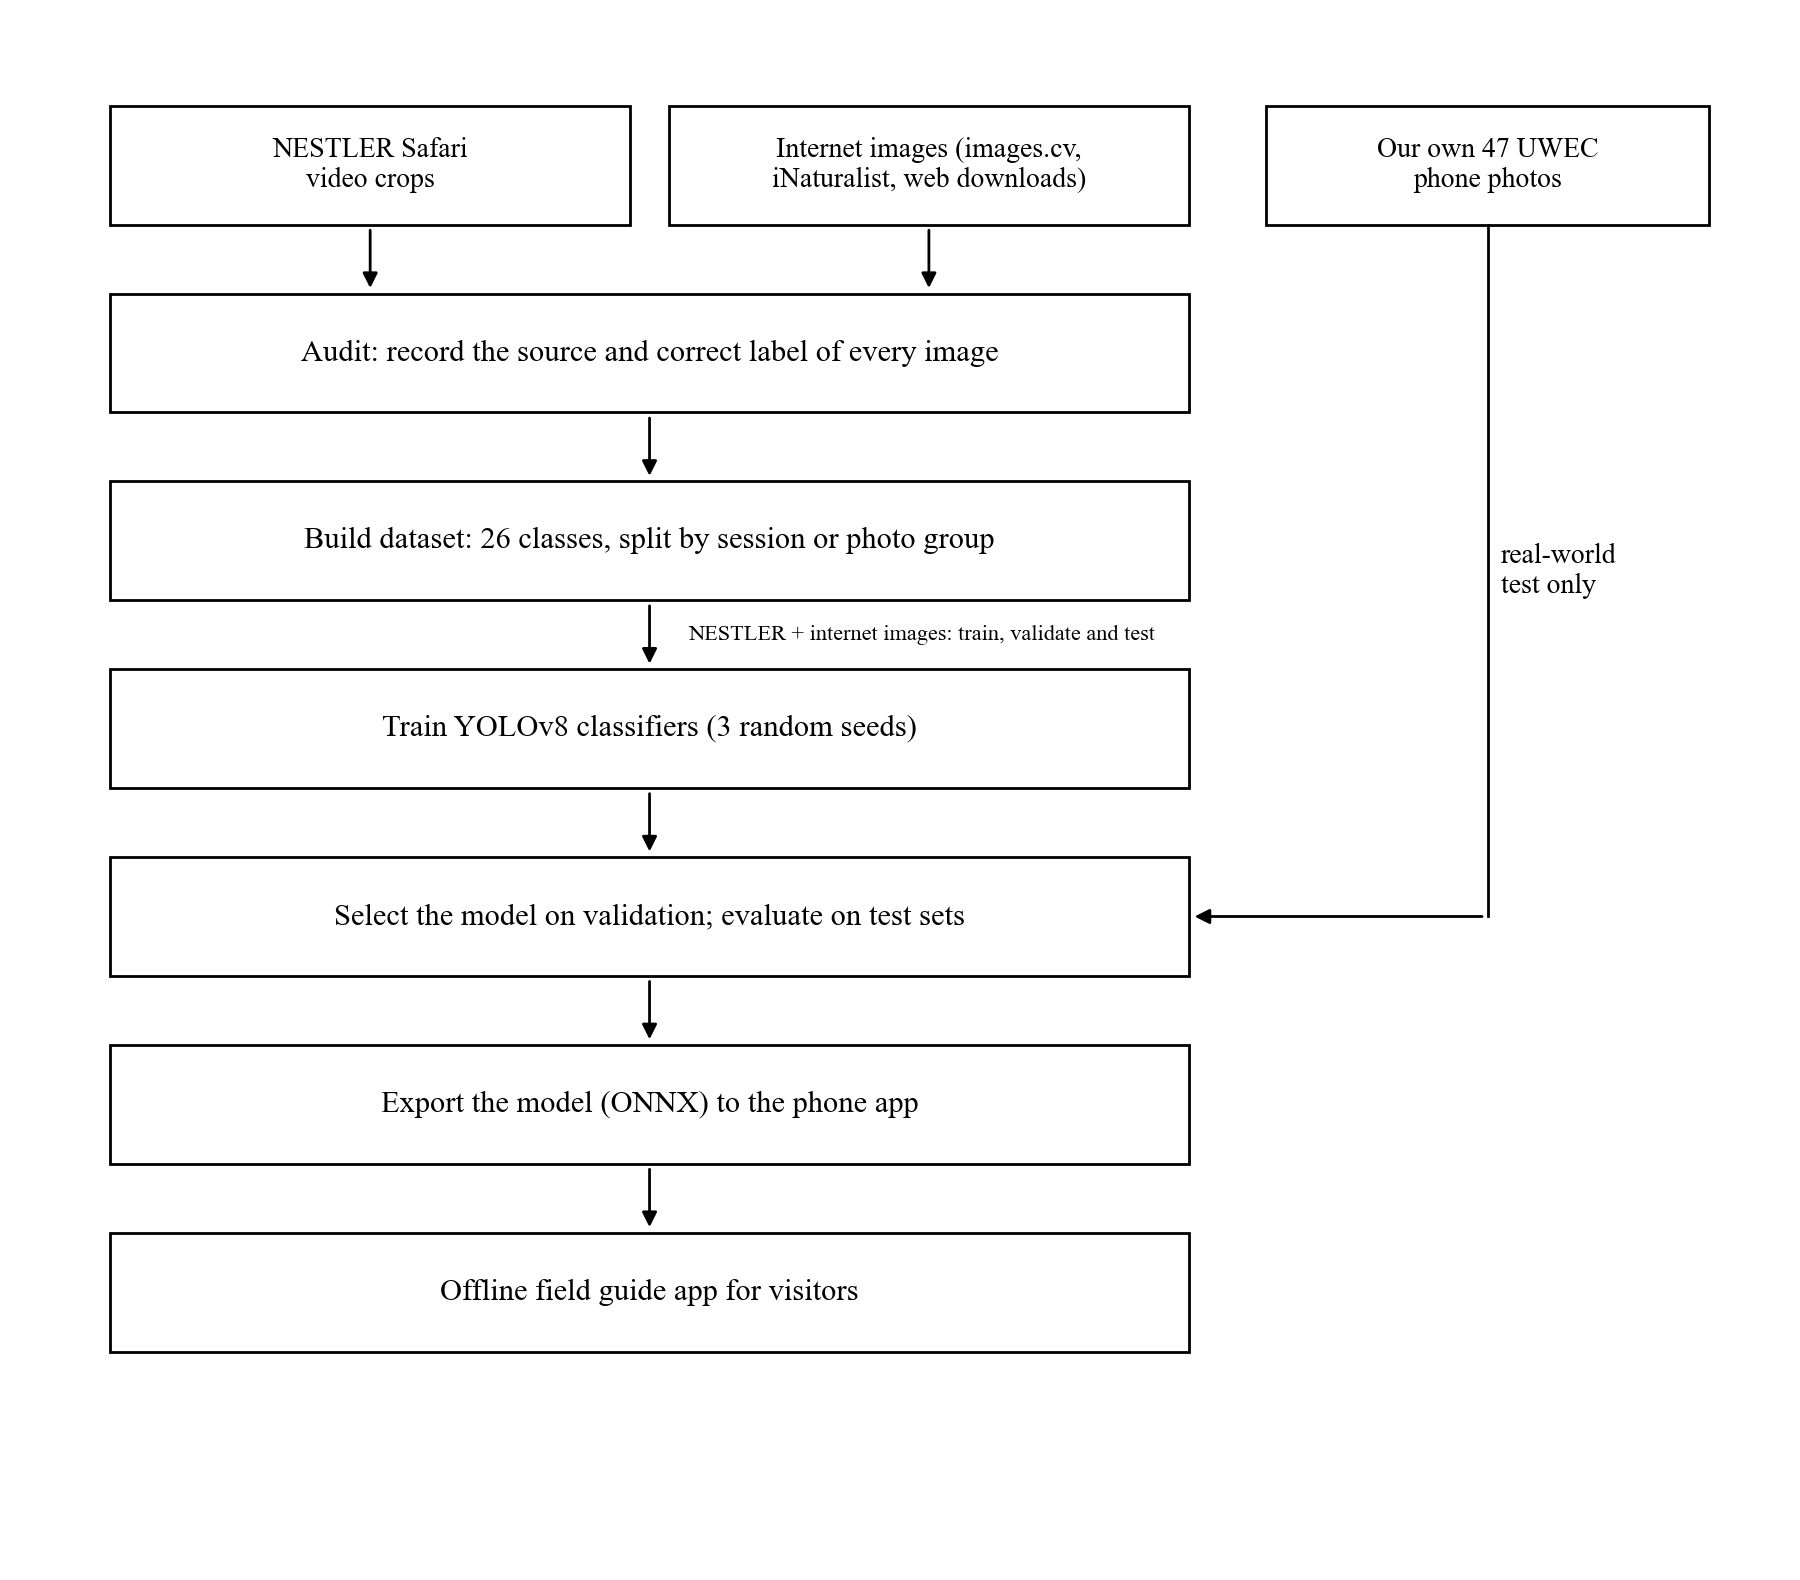 NESTLER Safari
video crops
Internet images (images.cv,
iNaturalist, web downloads)
Our own 47 UWEC
phone photos
Audit: record the source and correct label of every image
Build dataset: 26 classes, split by session or photo group
real-world
test only
NESTLER + internet images: train, validate and test
Train YOLOv8 classifiers (3 random seeds)
Select the model on validation; evaluate on test sets
Export the model (ONNX) to the phone app
Offline field guide app for visitors